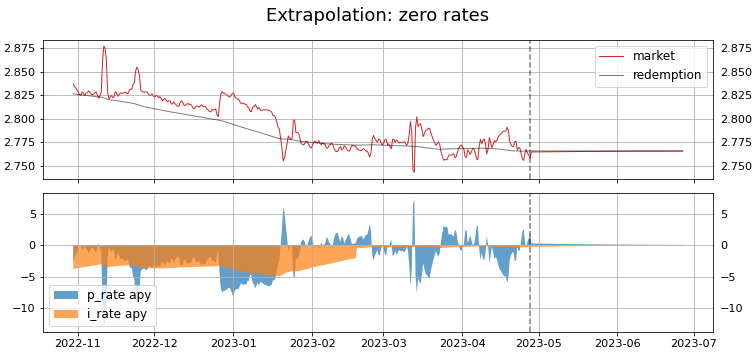 Extrapolation: zero rates
2.875 2.875
2.850 2.850
2.825 2.825
2.800 2.800
2.775 2.775
2.750 2.750
market
redemption
5 5
0 0
−5 −5
−10 −10
p_rate apy
i_rate apy
2022-11 2022-12 2023-01 2023-02 2023-03 2023-04 2023-05 2023-06 2023-07